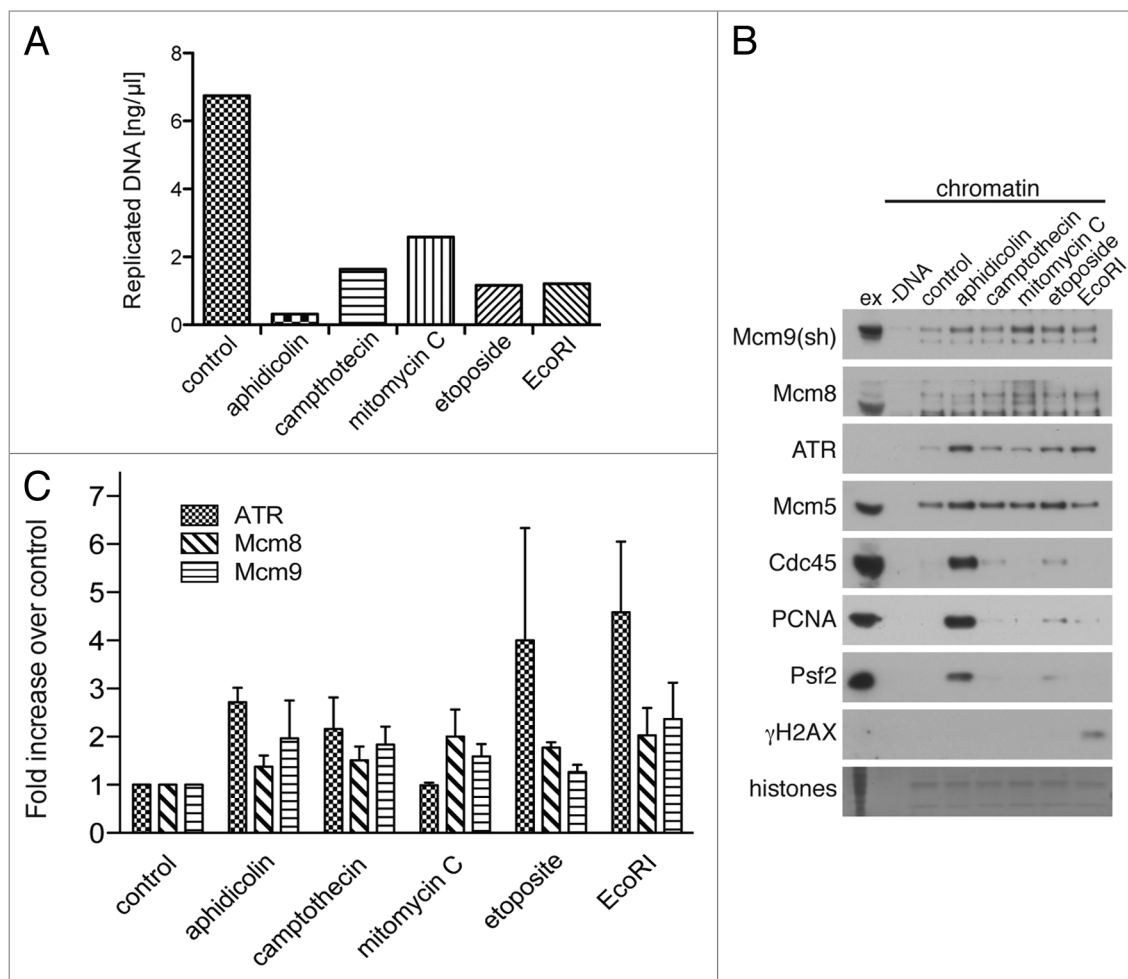 A
Replicated DNA [ng/µl]
8
6
4
2
0
control
aphidicolin
campthotecin
mitomycin C
etoposide
EcoRI
B
chromatin
ex
-DNA
control
aphidicolin
camptothecin
mitomycin C
etoposide
EcoRI
Mcm9(sh)
Mcm8
ATR
Mcm5
Cdc45
PCNA
Psf2
γH2AX
histones
C
Fold increase over control
7
6
5
4
3
2
1
0
ATR
Mcm8
Mcm9
control
aphidicolin
camptothecin
mitomycin C
etoposite
EcoRI